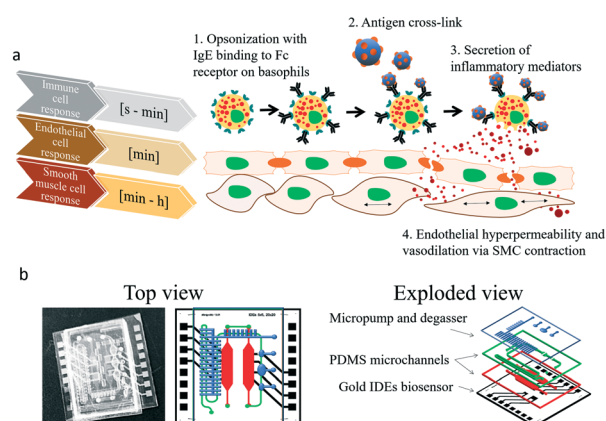 a
Immune
cell
response
[s - min]
Endothelial
cell
response
[min]
Smooth
muscle cell
response
[min - h]
1. Opsonization with
IgE binding to Fc
receptor on basophils
2. Antigen cross-link
3. Secretion of
inflammatory mediators
4. Endothelial hyperpermeability and
vasodilation via SMC contraction
b
Top view
Exploded view
Micropump and degasser
PDMS microchannels
Gold IDEs biosensor